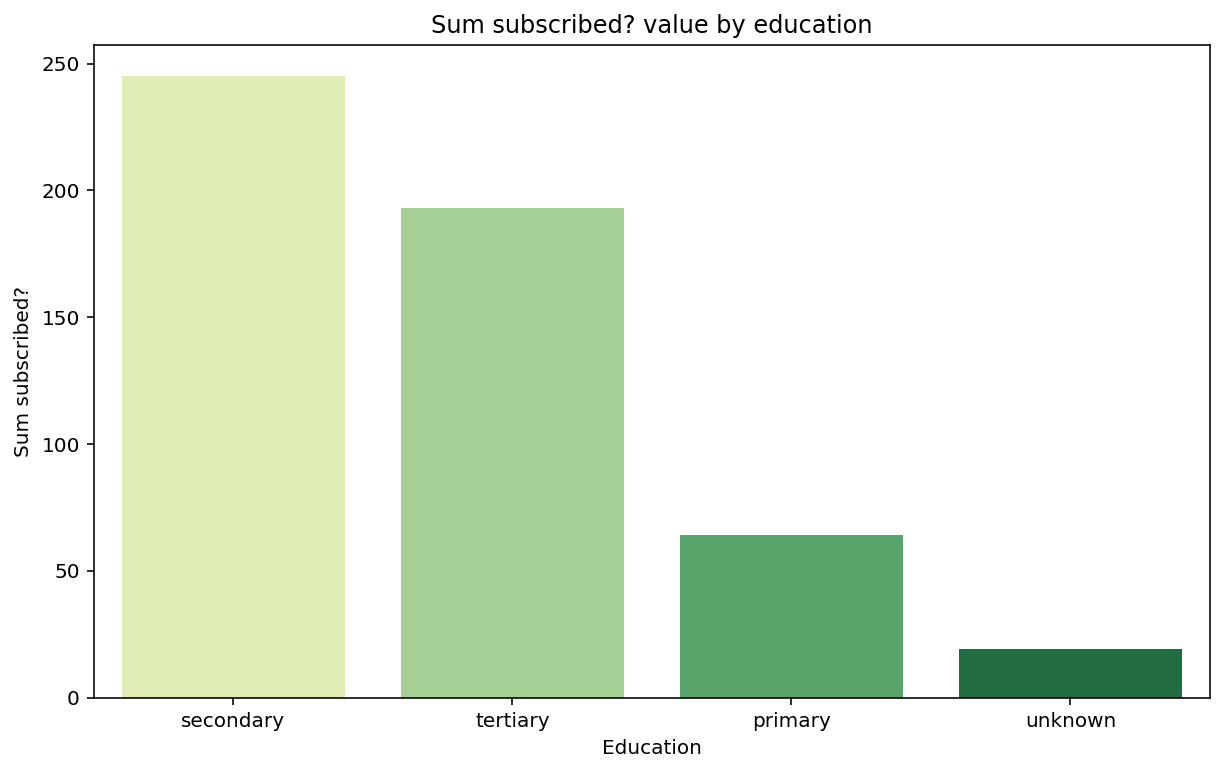 Sum subscribed? value by education
Sum subscribed?
250
200
150
100
50
0
secondary tertiary primary unknown
Education